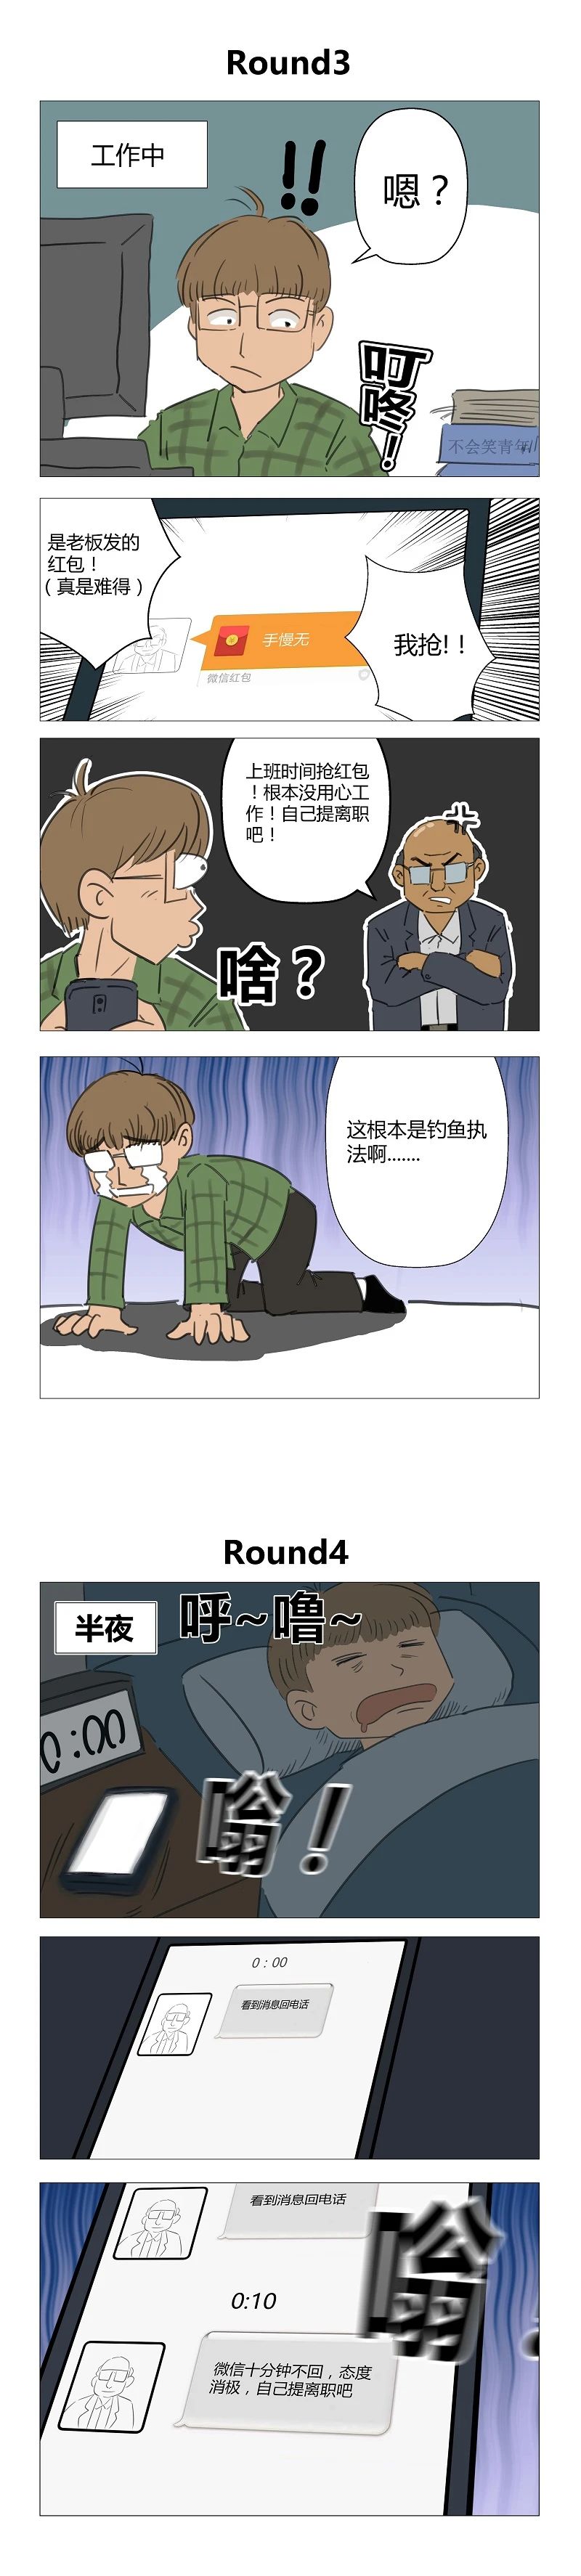 Round3
工作中
!!
嗯？
叮咚！
不会笑青年
是老板发的
红包！
（真是难得）
手慢无
微信红包
我抢!！
上班时间抢红包
！根本没用心工
作！自己提离职
吧！
啥？
这根本是钓鱼执
法啊.......
Round4
半夜
呼~噜~
0:00
嗡！
0：00
看到消息回电话
看到消息回电话
嗡
0:10
微信十分钟不回，态度
消极，自己提离职吧